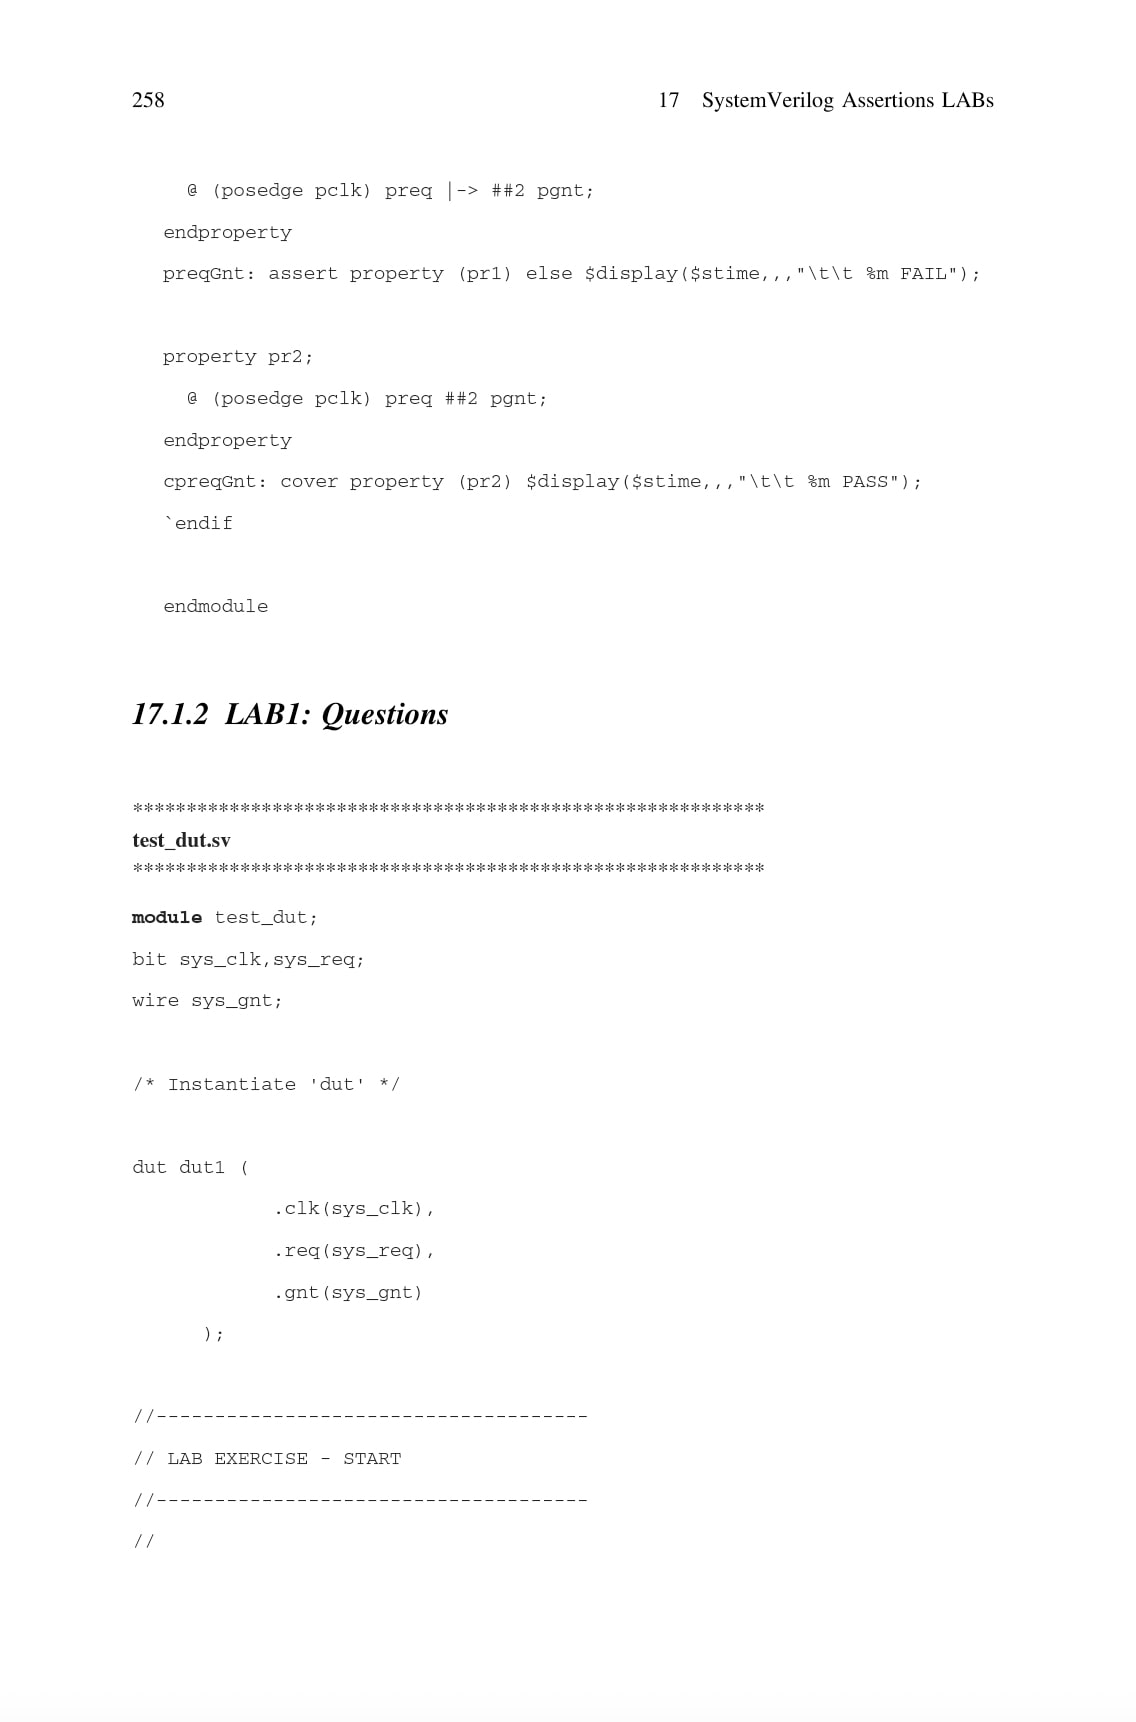 258 17 SystemVerilog Assertions LABs
@ (posedge pclk) preq |-> ##2 pgnt;
endproperty
preqGnt: assert property (pr1) else $display($stime,,,"\t\t %m FAIL");
property pr2;
@ (posedge pclk) preq ##2 pgnt;
endproperty
cpreqGnt: cover property (pr2) $display($stime,,,"\t\t %m PASS");
`endif
endmodule
17.1.2 LAB1: Questions
***********************************************************
test_dut.sv
***********************************************************
module test_dut;
bit sys_clk,sys_req;
wire sys_gnt;
/* Instantiate 'dut' */
dut dut1 (
.clk(sys_clk),
.req(sys_req),
.gnt(sys_gnt)
);
//-------------------------------------
// LAB EXERCISE - START
//-------------------------------------
//